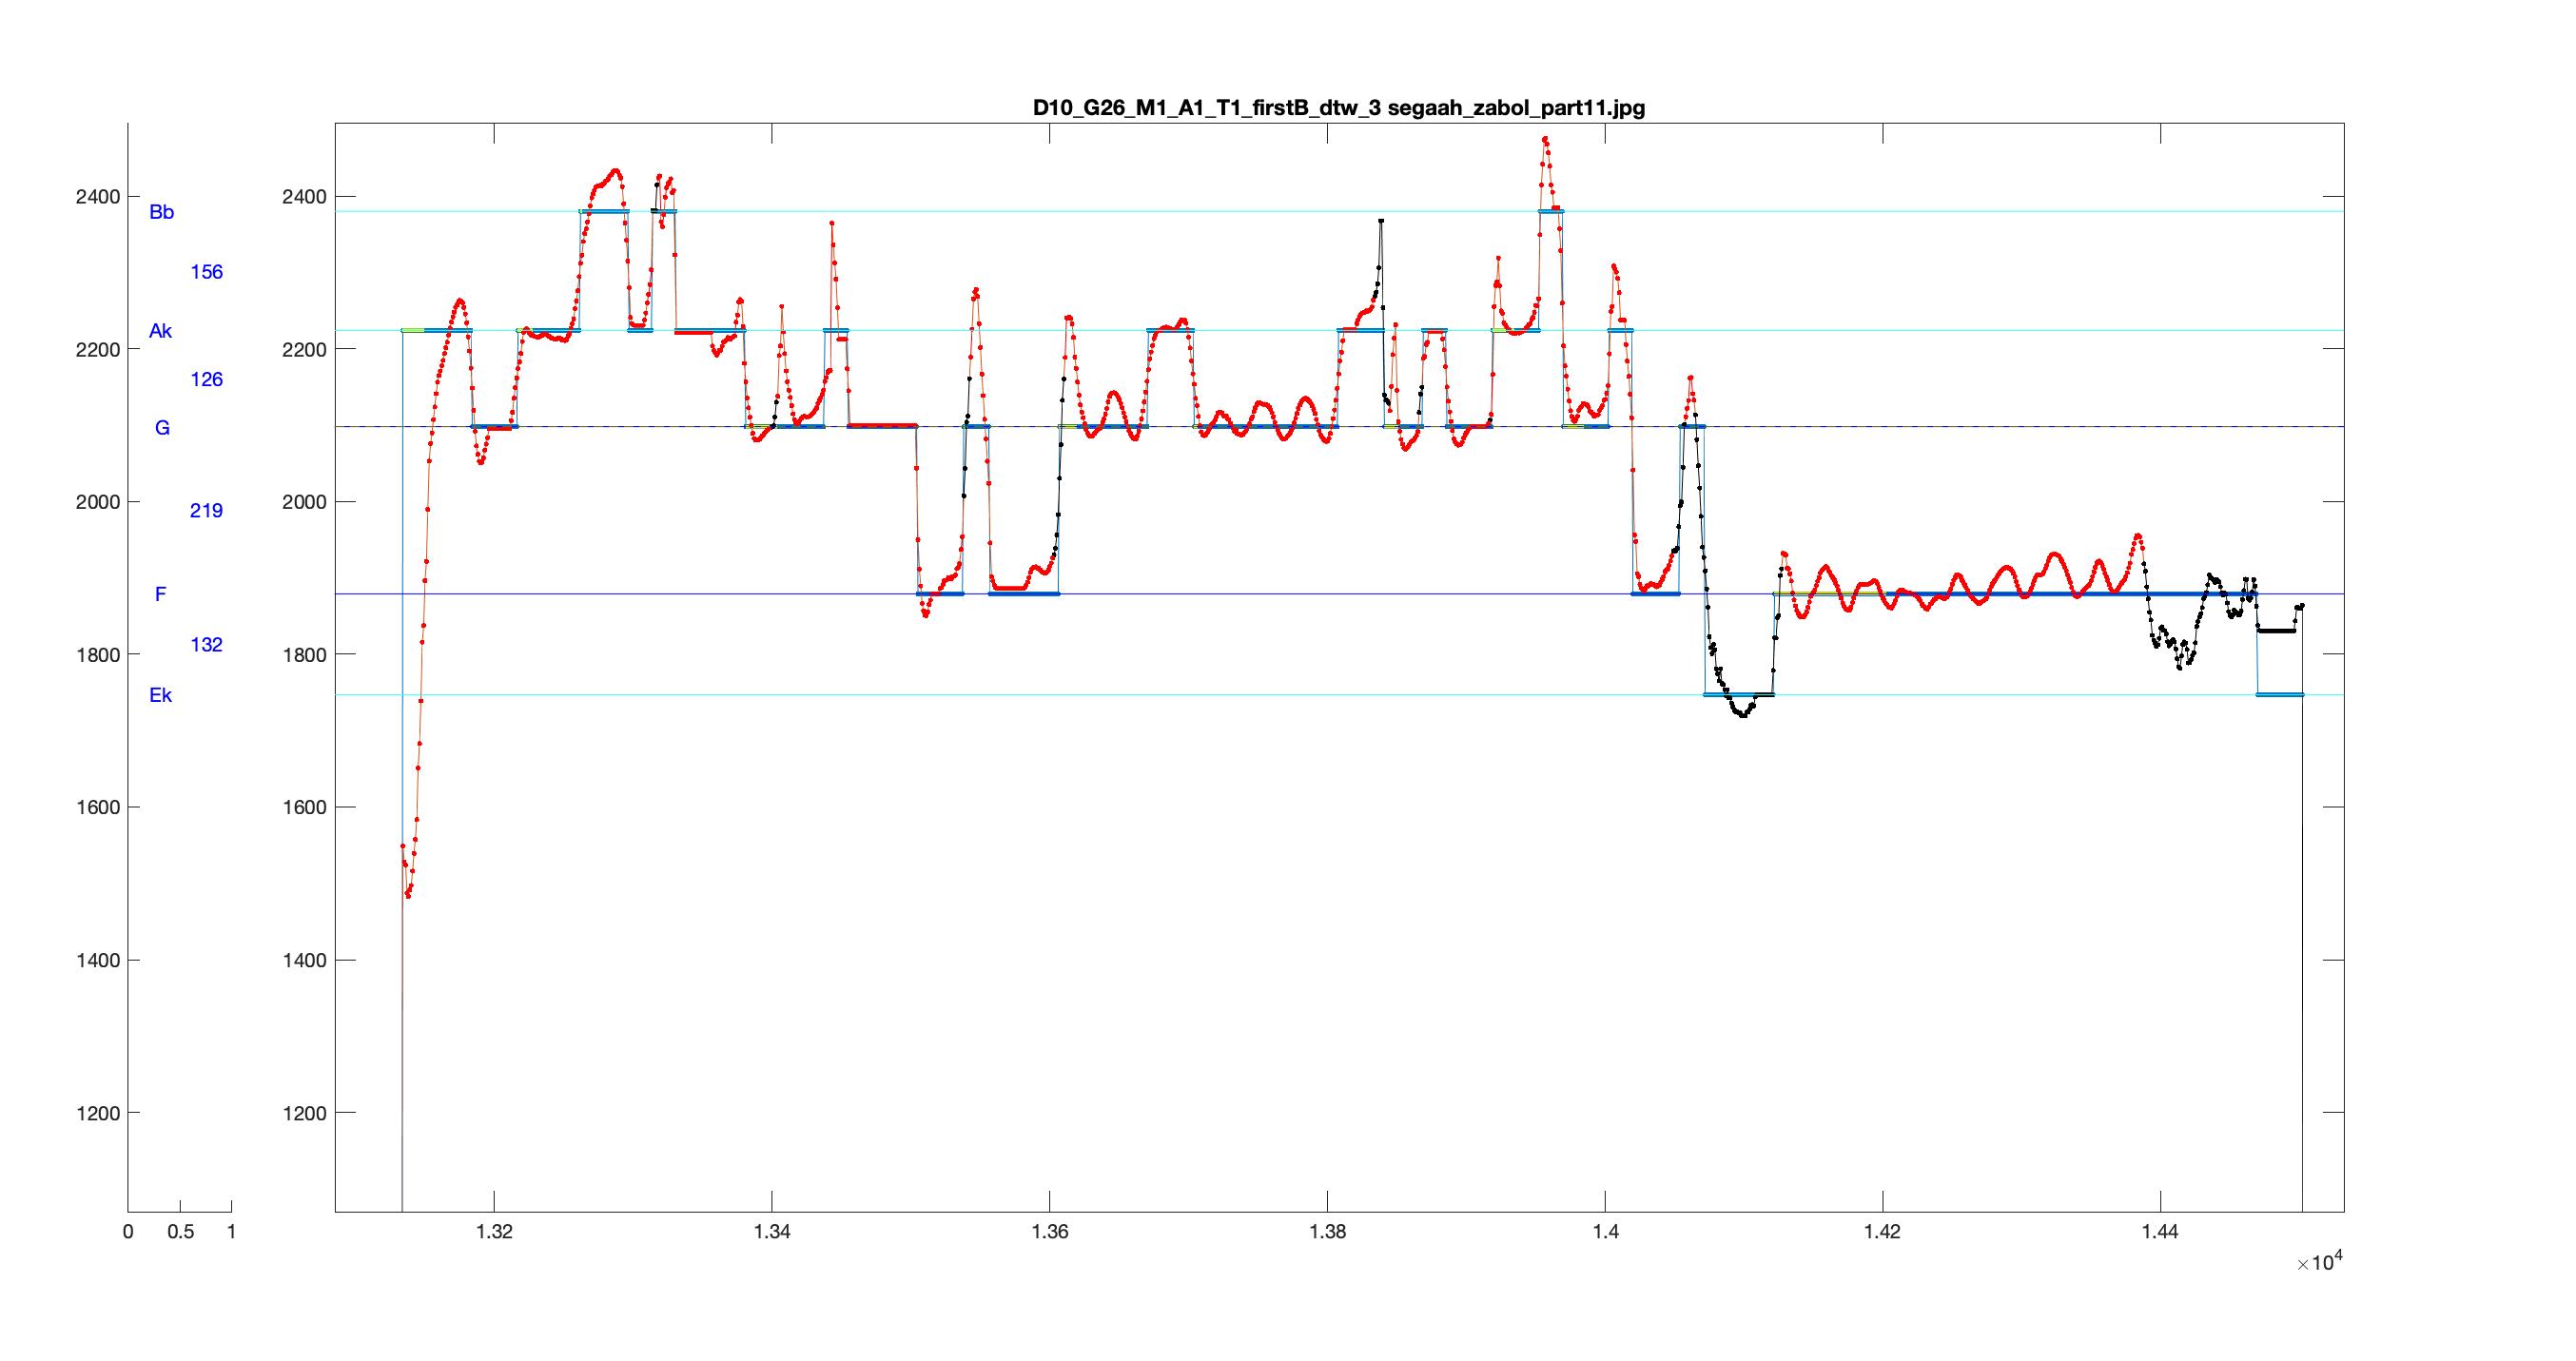 D10_G26_M1_A1_T1_firstB_dtw_3 segaah_zabol_part11.jpg
2400
2200
2000
1800
1600
1400
1200
Bb
156
Ak
126
G
219
F
132
Ek
0 0.5 1
2400
2200
2000
1800
1600
1400
1200
1.32 1.34 1.36 1.38 1.4 1.42 1.44
×10⁴